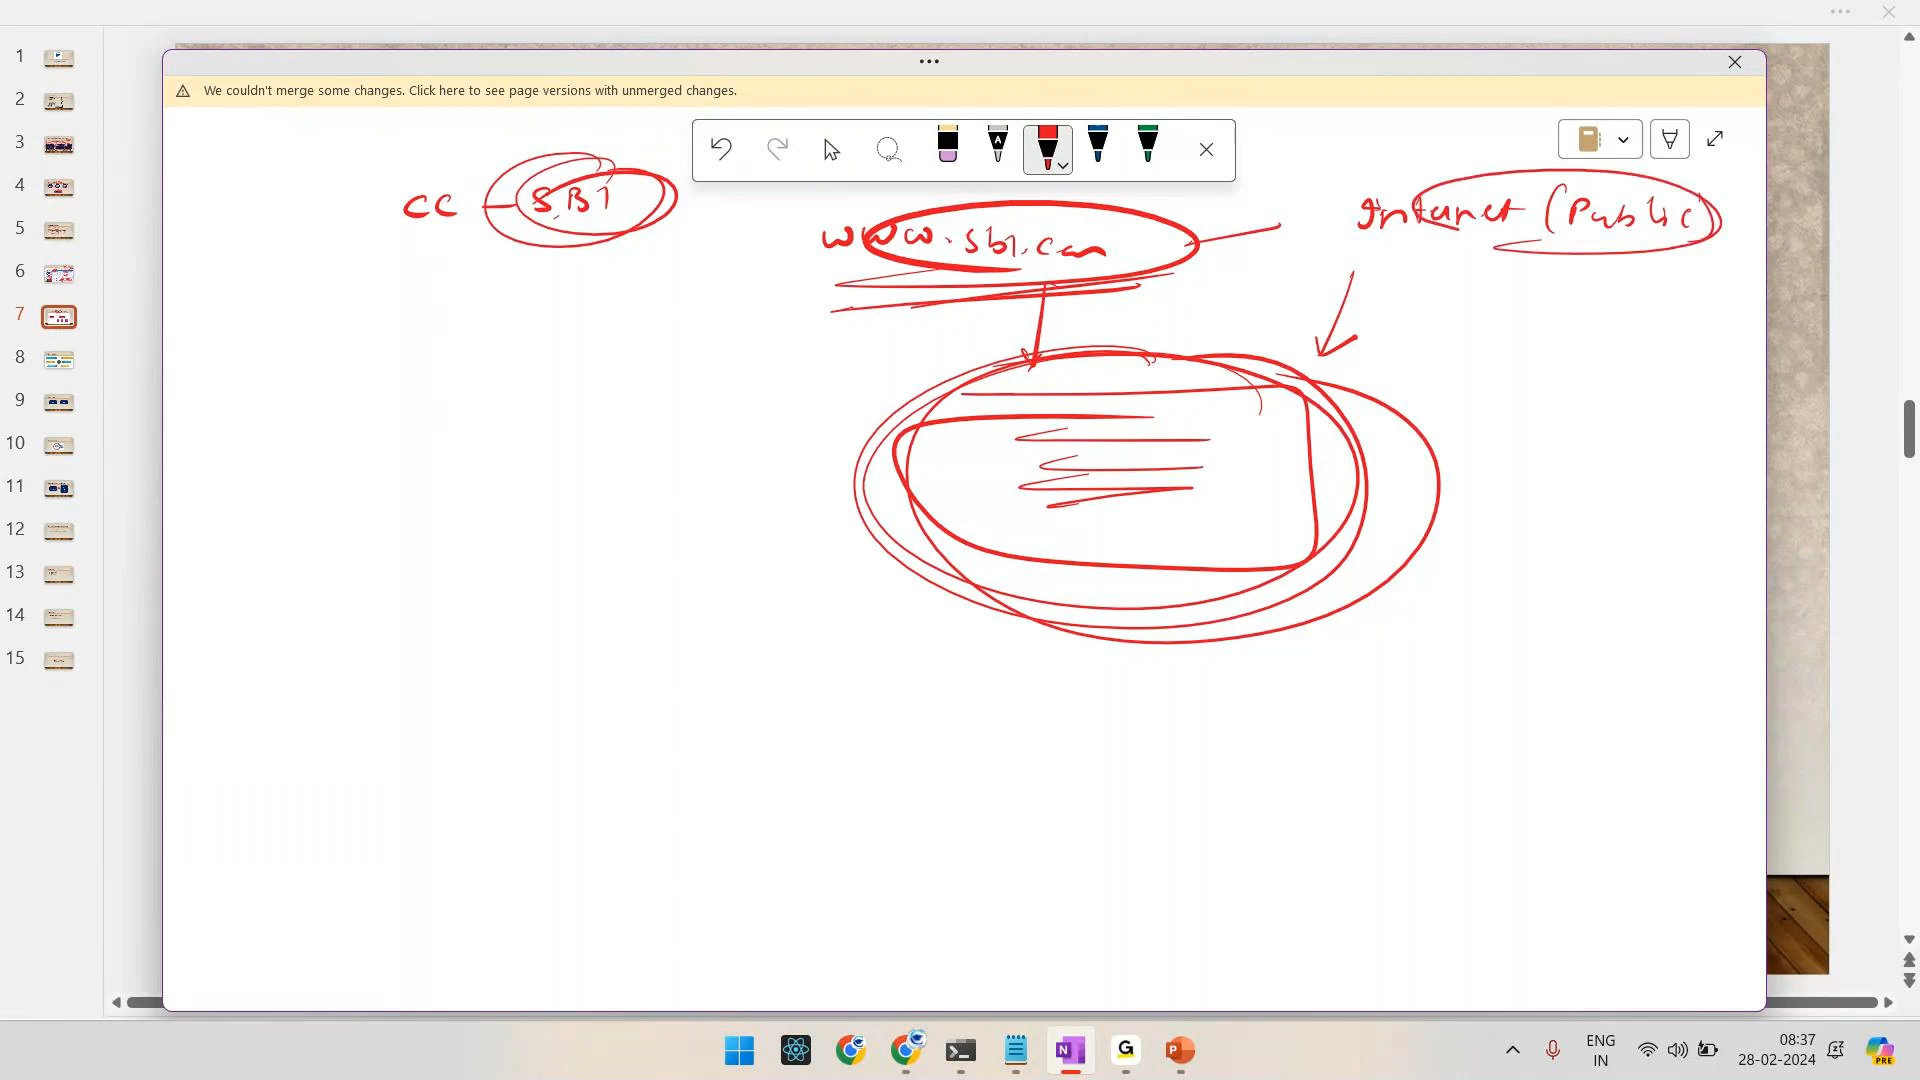 1
2
3
4
5
6
7
8
9
10
11
12
13
14
15
We couldn't merge some changes. Click here to see page versions with unmerged changes.
CC SBI
www.sbi.com
Internet (Public)
ENG
IN
08:37
28-02-2024